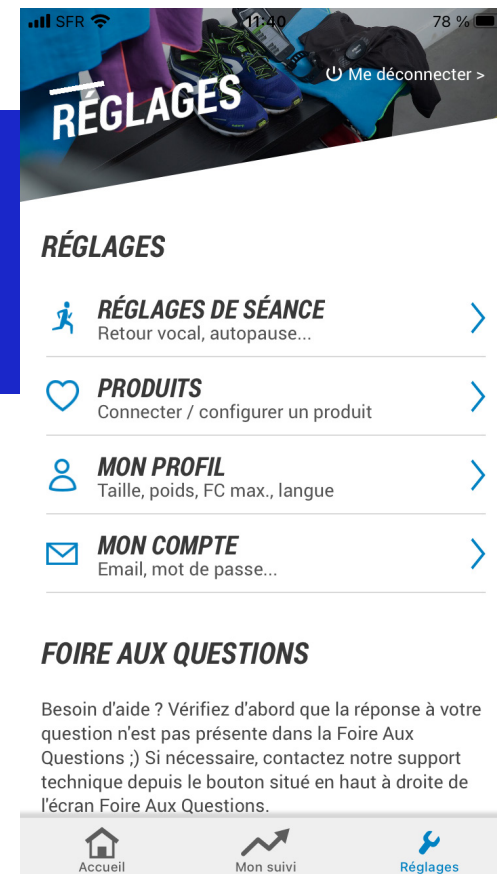 SFR 11:40 78 %
Me déconnecter >
RÉGLAGES
RÉGLAGES
RÉGLAGES DE SÉANCE
Retour vocal, autopause...
PRODUITS
Connecter / configurer un produit
MON PROFIL
Taille, poids, FC max., langue
MON COMPTE
Email, mot de passe...
FOIRE AUX QUESTIONS
Besoin d'aide ? Vérifiez d'abord que la réponse à votre
question n'est pas présente dans la Foire Aux
Questions ;) Si nécessaire, contactez notre support
technique depuis le bouton situé en haut à droite de
l'écran Foire Aux Questions.
Accueil Mon suivi Réglages